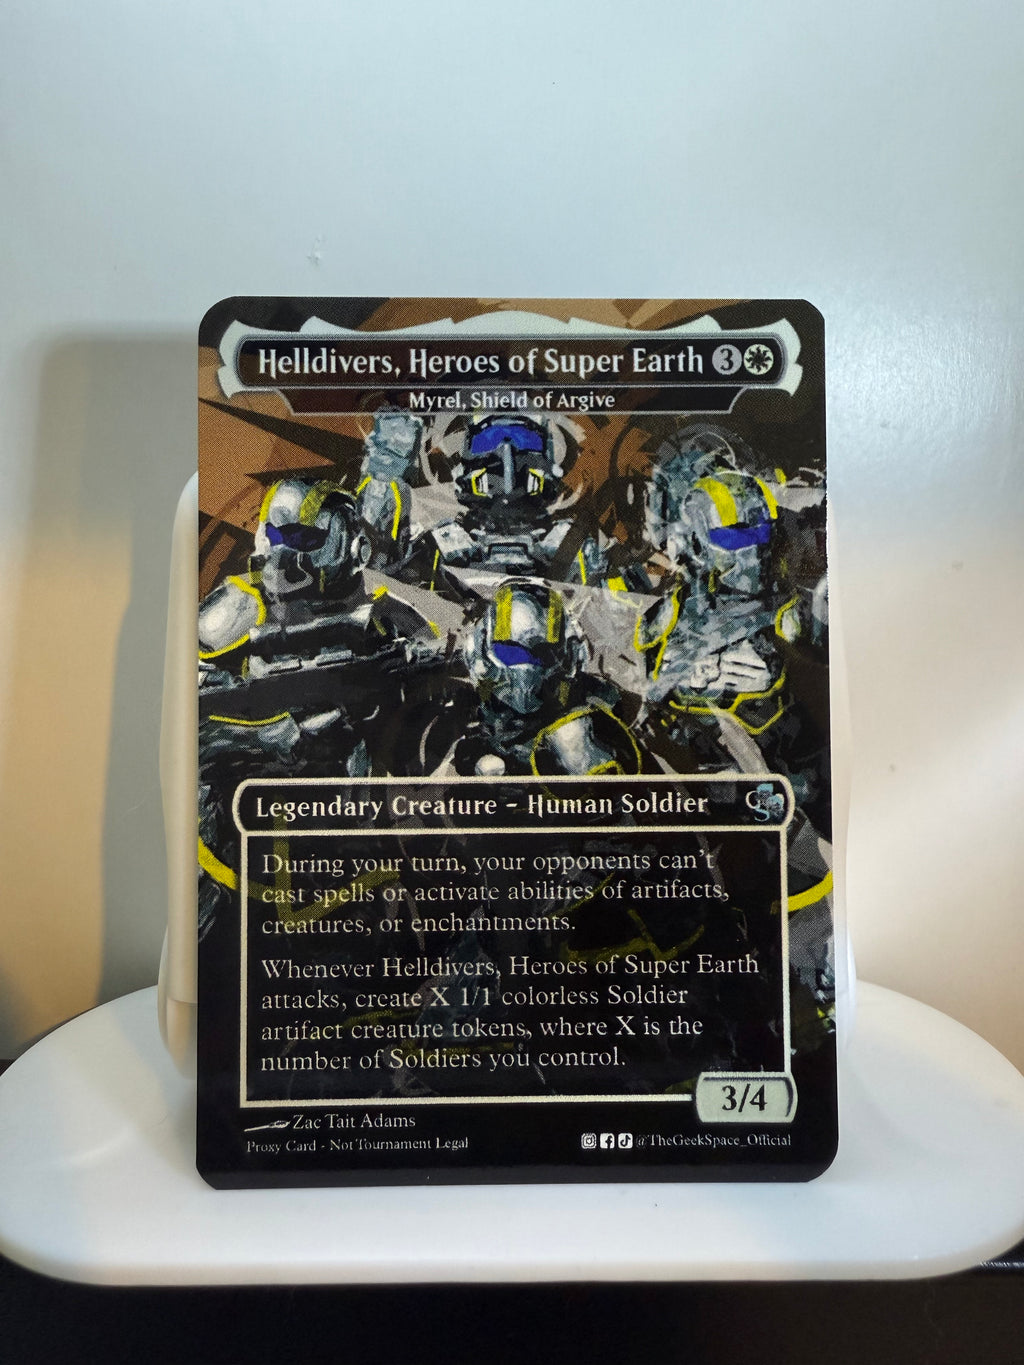 Helldivers, Heroes of Super Earth 3
Myrel, Shield of Argive
Legendary Creature – Human Soldier
GS
During your turn, your opponents can't
cast spells or activate abilities of artifacts,
creatures, or enchantments.
Whenever Helldivers, Heroes of Super Earth
attacks, create X 1/1 colorless Soldier
artifact creature tokens, where X is the
number of Soldiers you control.
3/4
Zac Tait Adams
Proxy Card - Not Tournament Legal
@TheGeekSpace_Official